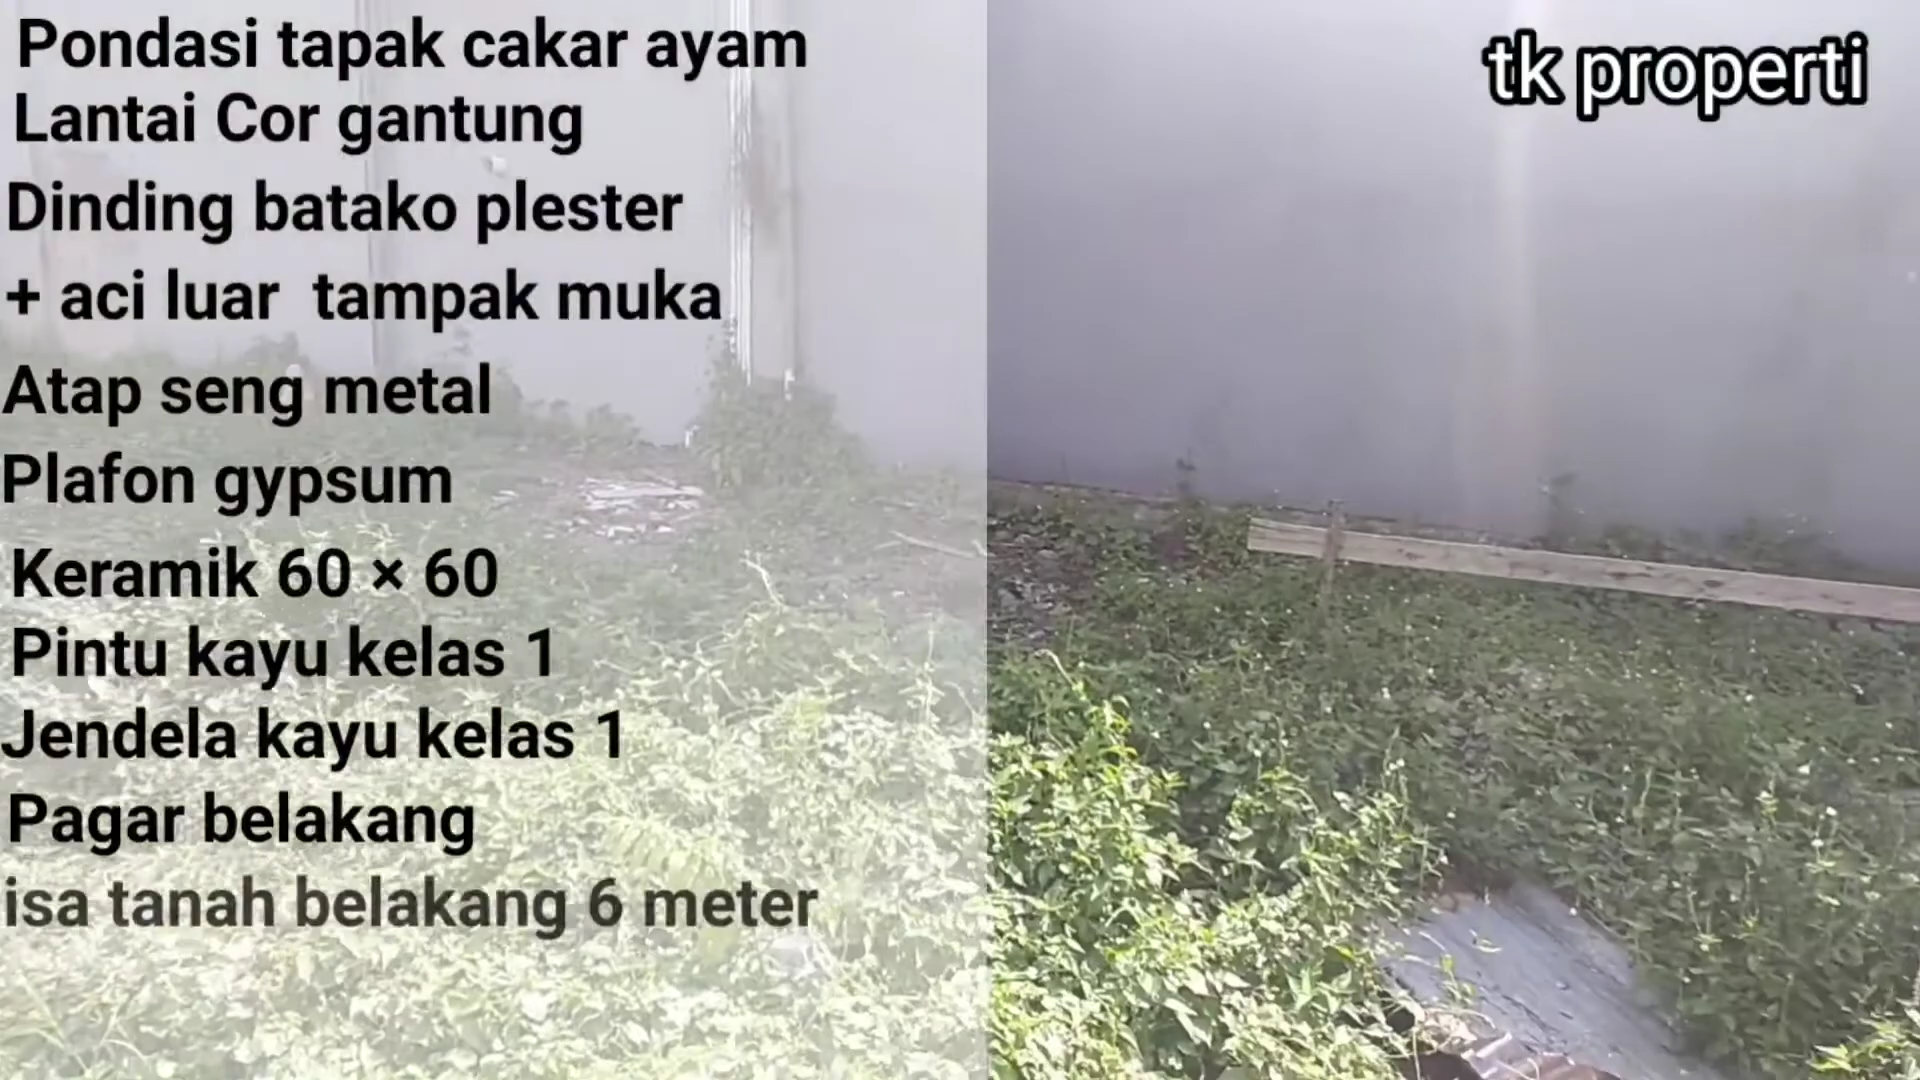 Pondasi tapak cakar ayam
tk properti
Lantai Cor gantung
Dinding batako plester
+ aci luar tampak muka
Atap seng metal
Plafon gypsum
Keramik 60 × 60
Pintu kayu kelas 1
Jendela kayu kelas 1
Pagar belakang
isa tanah belakang 6 meter